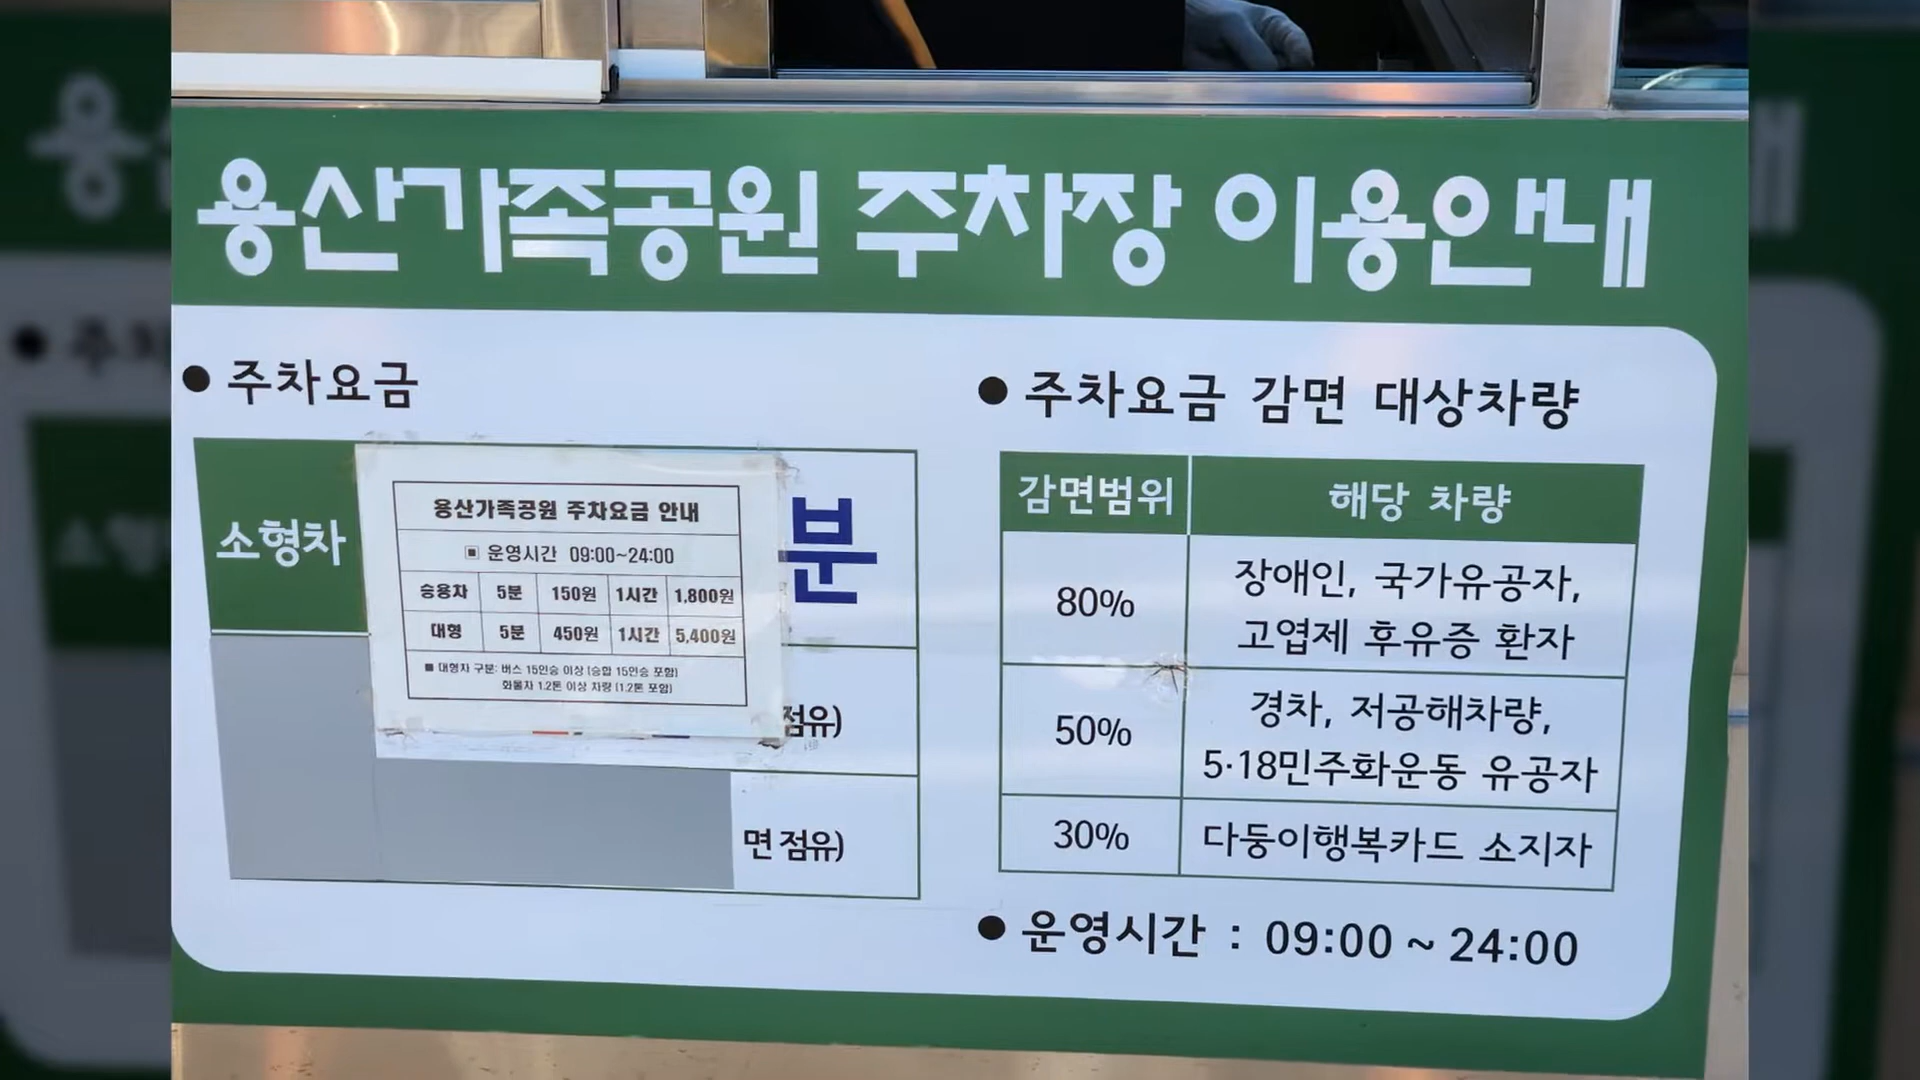 용산가족공원 주차장 이용안내
● 주차요금
소형차
분
점유)
면 점유)
용산가족공원 주차요금 안내
▣ 운영시간 09:00~24:00
승용차 5분 150원 1시간 1,800원
대형 5분 450원 1시간 5,400원
■ 대형차 구분: 버스 15인승 이상 (승합 15인승 포함)
화물차 1.2톤 이상 차량 (1.2톤 포함)
● 주차요금 감면 대상차량
감면범위 해당 차량
80% 장애인, 국가유공자,
고엽제 후유증 환자
50% 경차, 저공해차량,
5·18민주화운동 유공자
30% 다둥이행복카드 소지자
● 운영시간 : 09:00 ~ 24:00